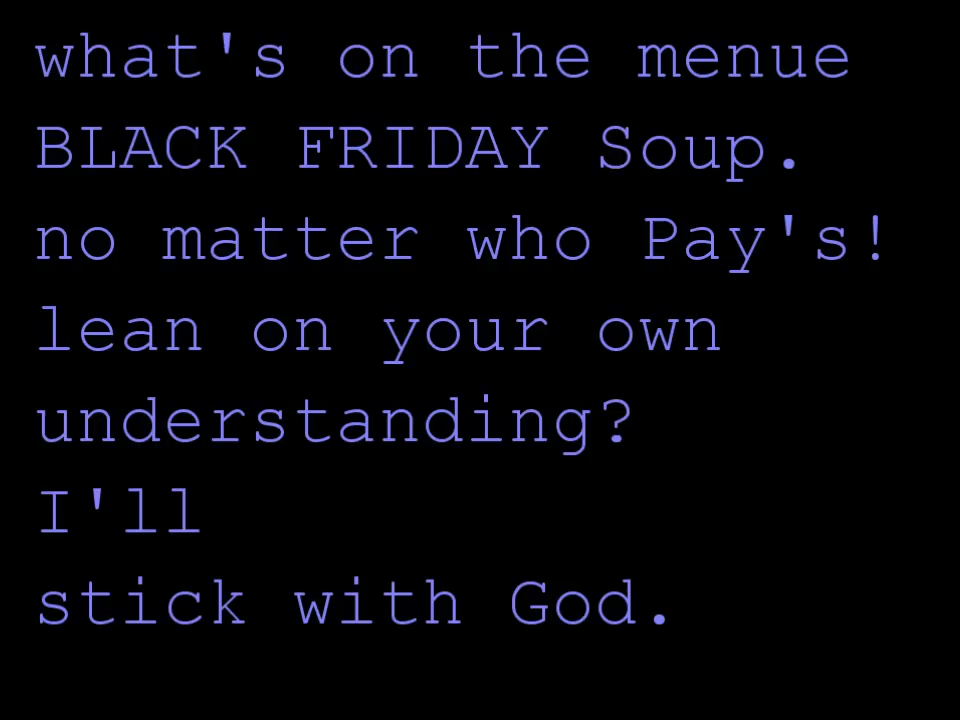 what's on the menue
BLACK FRIDAY Soup.
no matter who Pay's!
lean on your own
understanding?
I'll
stick with God.